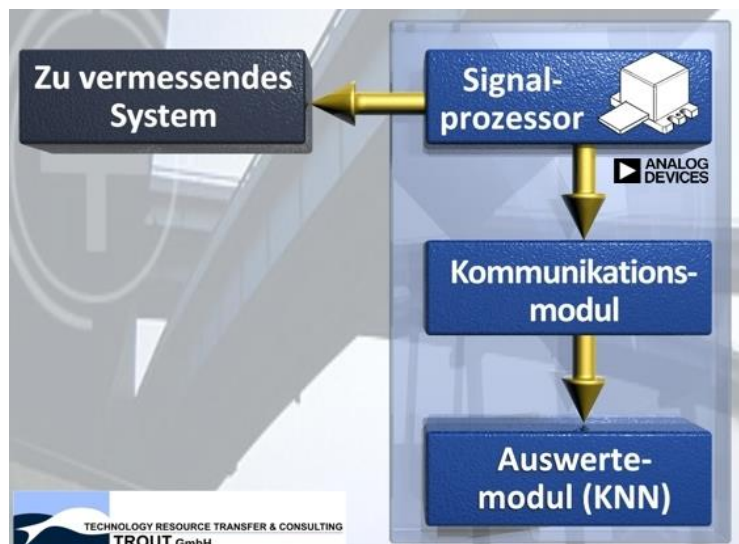 Zu vermessendes
System
Signal-
prozessor
ANALOG
DEVICES
Kommunikations-
modul
Auswerte-
modul (KNN)
TECHNOLOGY RESOURCE TRANSFER & CONSULTING
TROUT GmbH